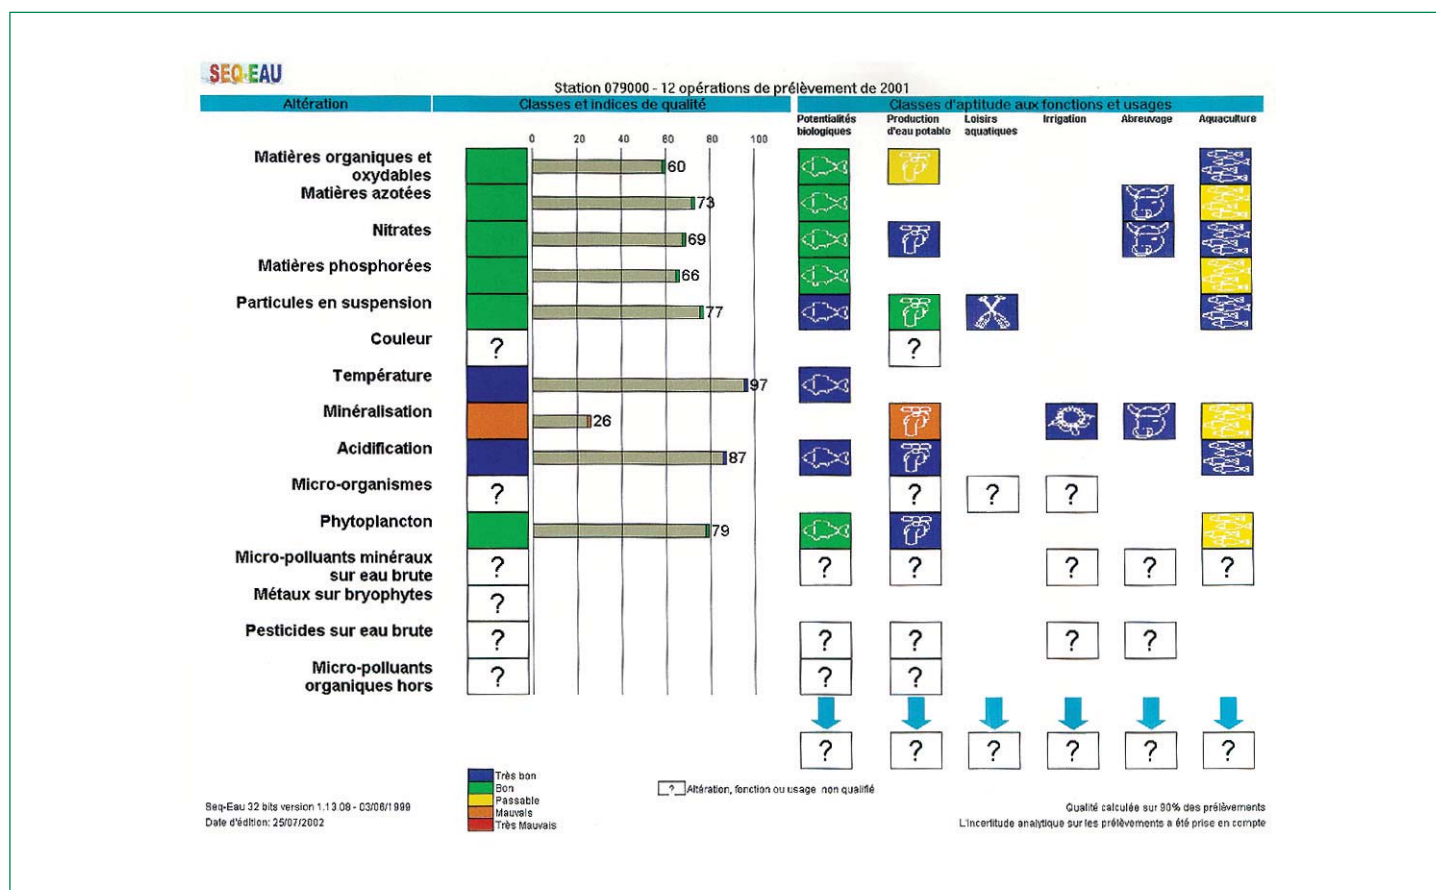 SEQ-EAU
Station 079000 - 12 opérations de prélèvement de 2001
Altération
Classes et indices de qualité
Classes d'aptitude aux fonctions et usages
Potentialités
biologiques
Production
d'eau potable
Loisirs
aquatiques
Irrigation
Abreuvage
Aquaculture
0 20 40 60 80 100
Matières organiques et
oxydables
60
Matières azotées
73
Nitrates
69
Matières phosphorées
66
Particules en suspension
77
Couleur
? ?
Température
97
Minéralisation
26
Acidification
87
Micro-organismes
? ? ? ?
Phytoplancton
79
Micro-polluants minéraux
sur eau brute
? ? ? ? ? ?
Métaux sur bryophytes
?
Pesticides sur eau brute
? ? ? ? ?
Micro-polluants
organiques hors
? ? ?
? ? ? ? ? ?
Très bon
Bon
Passable
Mauvais
Très Mauvais
? Altération, fonction ou usage non qualifié
Seq-Eau 32 bits version 1.13.08 - 03/06/1999
Date d'édition: 25/07/2002
Qualité calculée sur 90% des prélèvements
L'incertitude analytique sur les prélèvements a été prise en compte